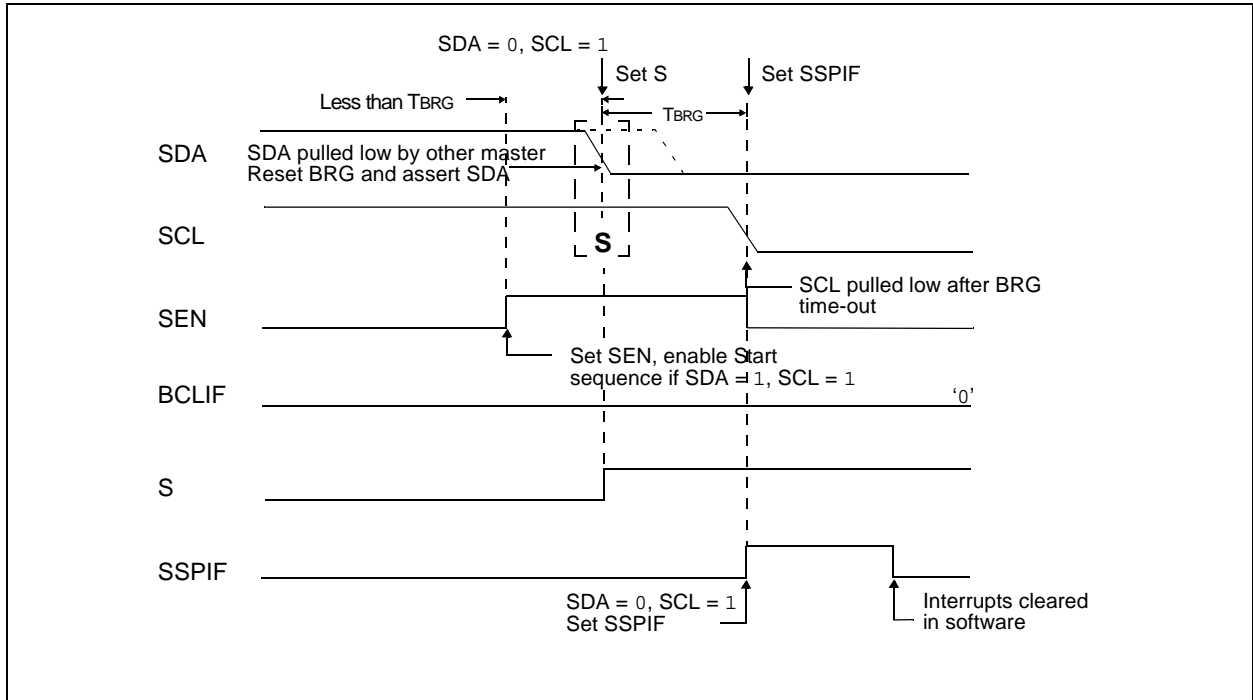 SDA = 0, SCL = 1
Set S
Set SSPIF
Less than TBRG
TBRG
SDA
SDA pulled low by other master
Reset BRG and assert SDA
SCL
S
SCL pulled low after BRG
time-out
SEN
Set SEN, enable Start
sequence if SDA = 1, SCL = 1
BCLIF
‘0’
S
SSPIF
SDA = 0, SCL = 1
Set SSPIF
Interrupts cleared
in software